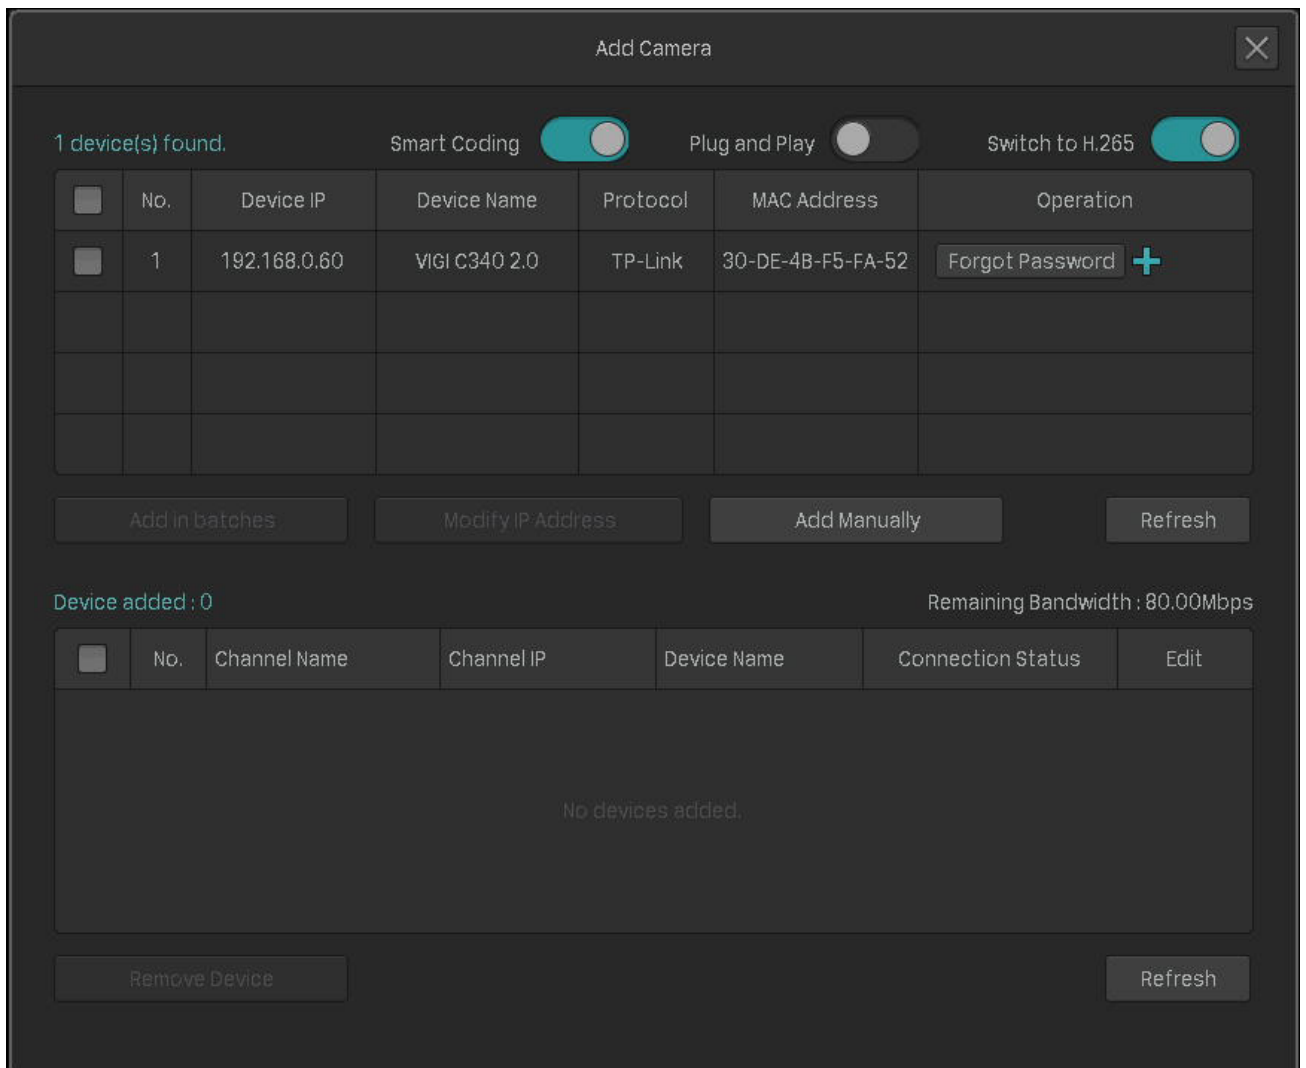 Add Camera
1 device(s) found. Smart Coding Plug and Play Switch to H.265
No. Device IP Device Name Protocol MAC Address Operation
1 192.168.0.60 VIGI C340 2.0 TP-Link 30-DE-4B-F5-FA-52 Forgot Password
Add in batches Modify IP Address Add Manually Refresh
Device added : 0 Remaining Bandwidth : 80.00Mbps
No. Channel Name Channel IP Device Name Connection Status Edit
No devices added.
Remove Device Refresh